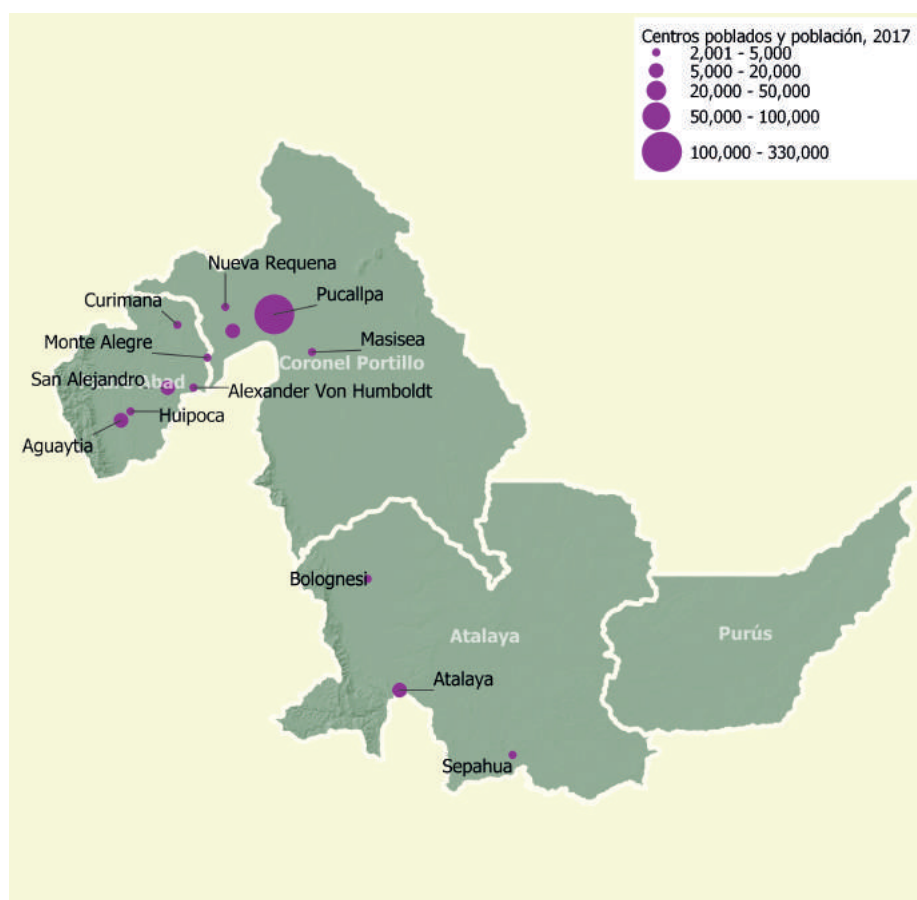 Centros poblados y población, 2017
2,001 - 5,000
5,000 - 20,000
20,000 - 50,000
50,000 - 100,000
100,000 - 330,000
Nueva Requena
Curimana
Pucallpa
Monte Alegre
Masisea
Coronel Portillo
San Alejandro
Abad
Alexander Von Humboldt
Huipoca
Aguaytia
Bolognesi
Atalaya
Purús
Atalaya
Sepahua